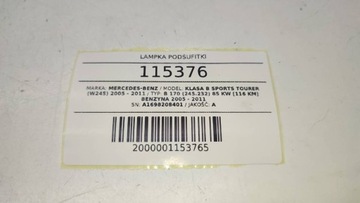 LAMPKA PODSUFITKI
115376
MARKA: MERCEDES-BENZ / MODEL: KLASA B SPORTS TOURER
(W245) 2005 - 2011 / TYP: B 170 (245.232) 85 KW (116 KM)
BENZYNA 2005 - 2011
SN: A1698208401 / JAKOŚĆ: A
2000001153765